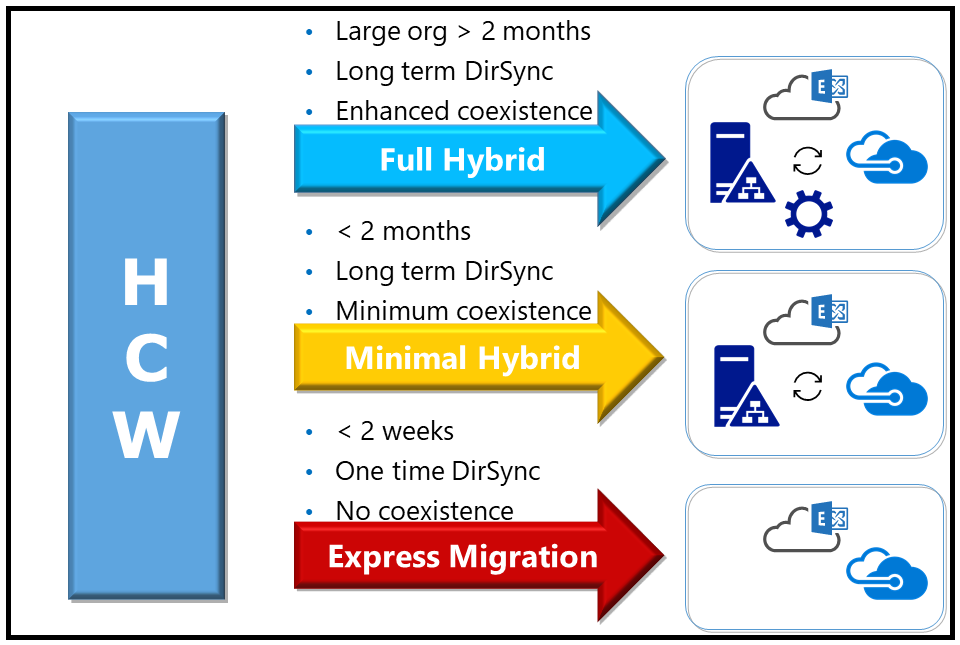 H
C
W
• Large org > 2 months
• Long term DirSync
• Enhanced coexistence
Full Hybrid
• < 2 months
• Long term DirSync
• Minimum coexistence
Minimal Hybrid
• < 2 weeks
• One time DirSync
• No coexistence
Express Migration
E
E
E